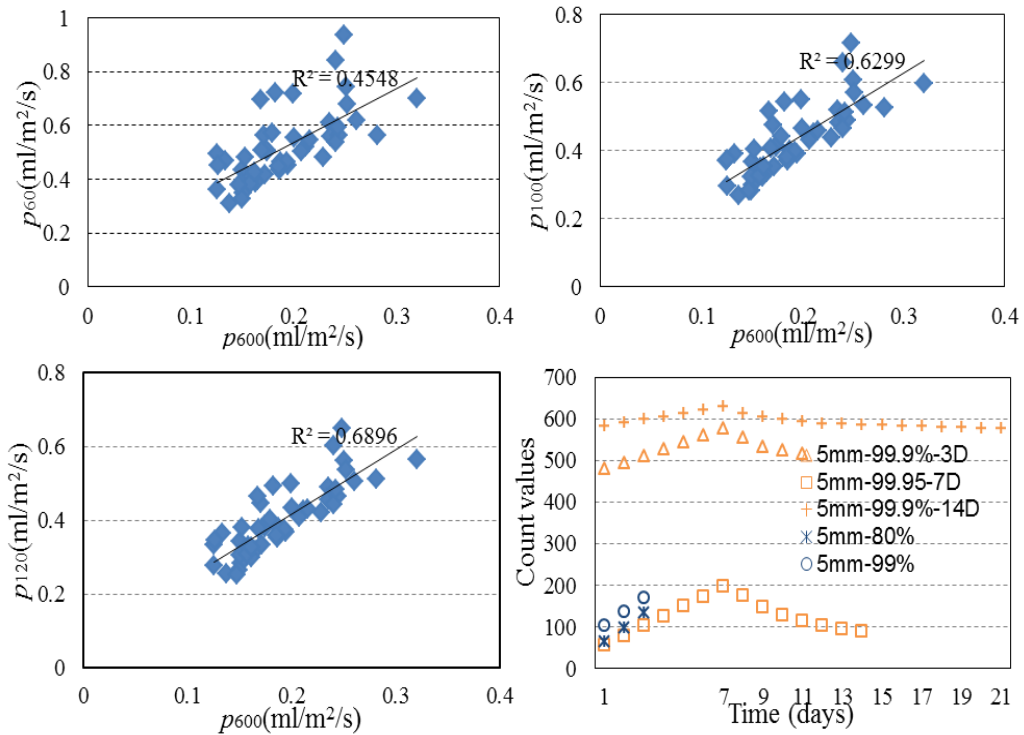 1
0.8
0.6
0.4
0.2
0
p60(ml/m²/s)
R² = 0.4548
0 0.1 0.2 0.3 0.4
p600(ml/m²/s)
0.8
0.6
0.4
0.2
0
p100(ml/m²/s)
R² = 0.6299
0 0.1 0.2 0.3 0.4
p600(ml/m²/s)
0.8
0.6
0.4
0.2
0
p120(ml/m²/s)
R² = 0.6896
0 0.1 0.2 0.3 0.4
p600(ml/m²/s)
700
600
500
400
300
200
100
0
Count values
5mm-99.9%-3D
5mm-99.95-7D
5mm-99.9%-14D
5mm-80%
5mm-99%
1 7 9 11 13 15 17 19 21
Time (days)